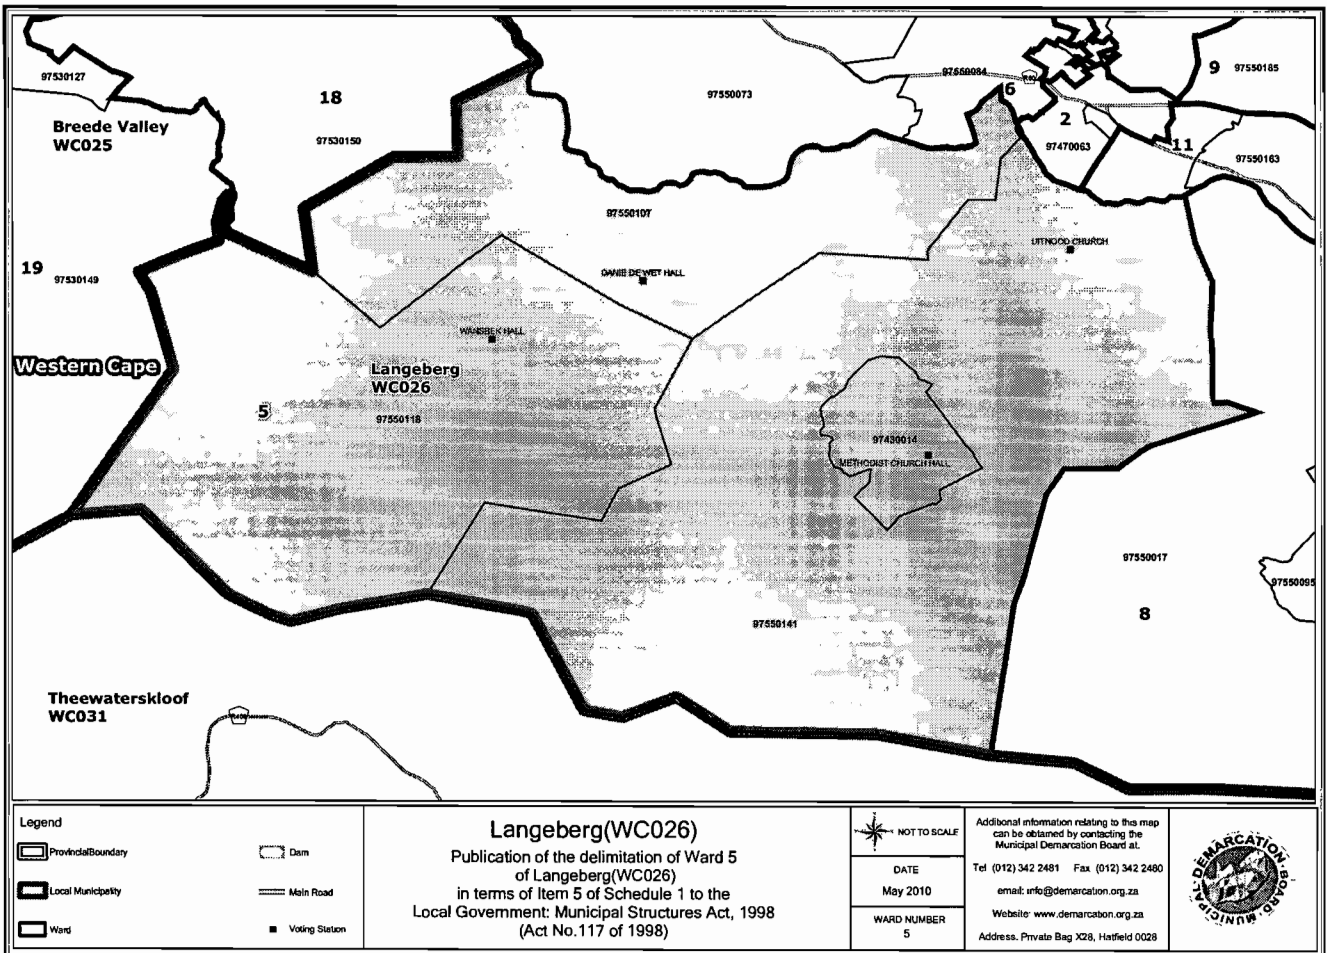 97530127
18
Breede Valley
WC025
97530150
97550073
97550084
6
9
97550185
2
97470063
11
97550163
97550107
UITNOOD CHURCH
19
97530149
DANIE DE WET HALL
WANSBEK HALL
Western Cape
Langeberg
WC026
5
97550118
97430014
METHODIST CHURCH HALL
97550017
97550095
8
97550141
Theewaterskloof
WC031
Legend
ProvincialBoundary
Dam
Local Municipality
Main Road
Ward
Voting Station
Langeberg(WC026)
Publication of the delimitation of Ward 5
of Langeberg(WC026)
in terms of Item 5 of Schedule 1 to the
Local Government: Municipal Structures Act, 1998
(Act No.117 of 1998)
NOT TO SCALE
DATE
May 2010
WARD NUMBER
5
Additional information relating to this map
can be obtained by contacting the
Municipal Demarcation Board at.
Tel (012) 342 2481 Fax (012) 342 2480
email: info@demarcation.org.za
Website: www.demarcation.org.za
Address. Private Bag X28, Hatfield 0028
MUNICIPAL DEMARCATION BOARD